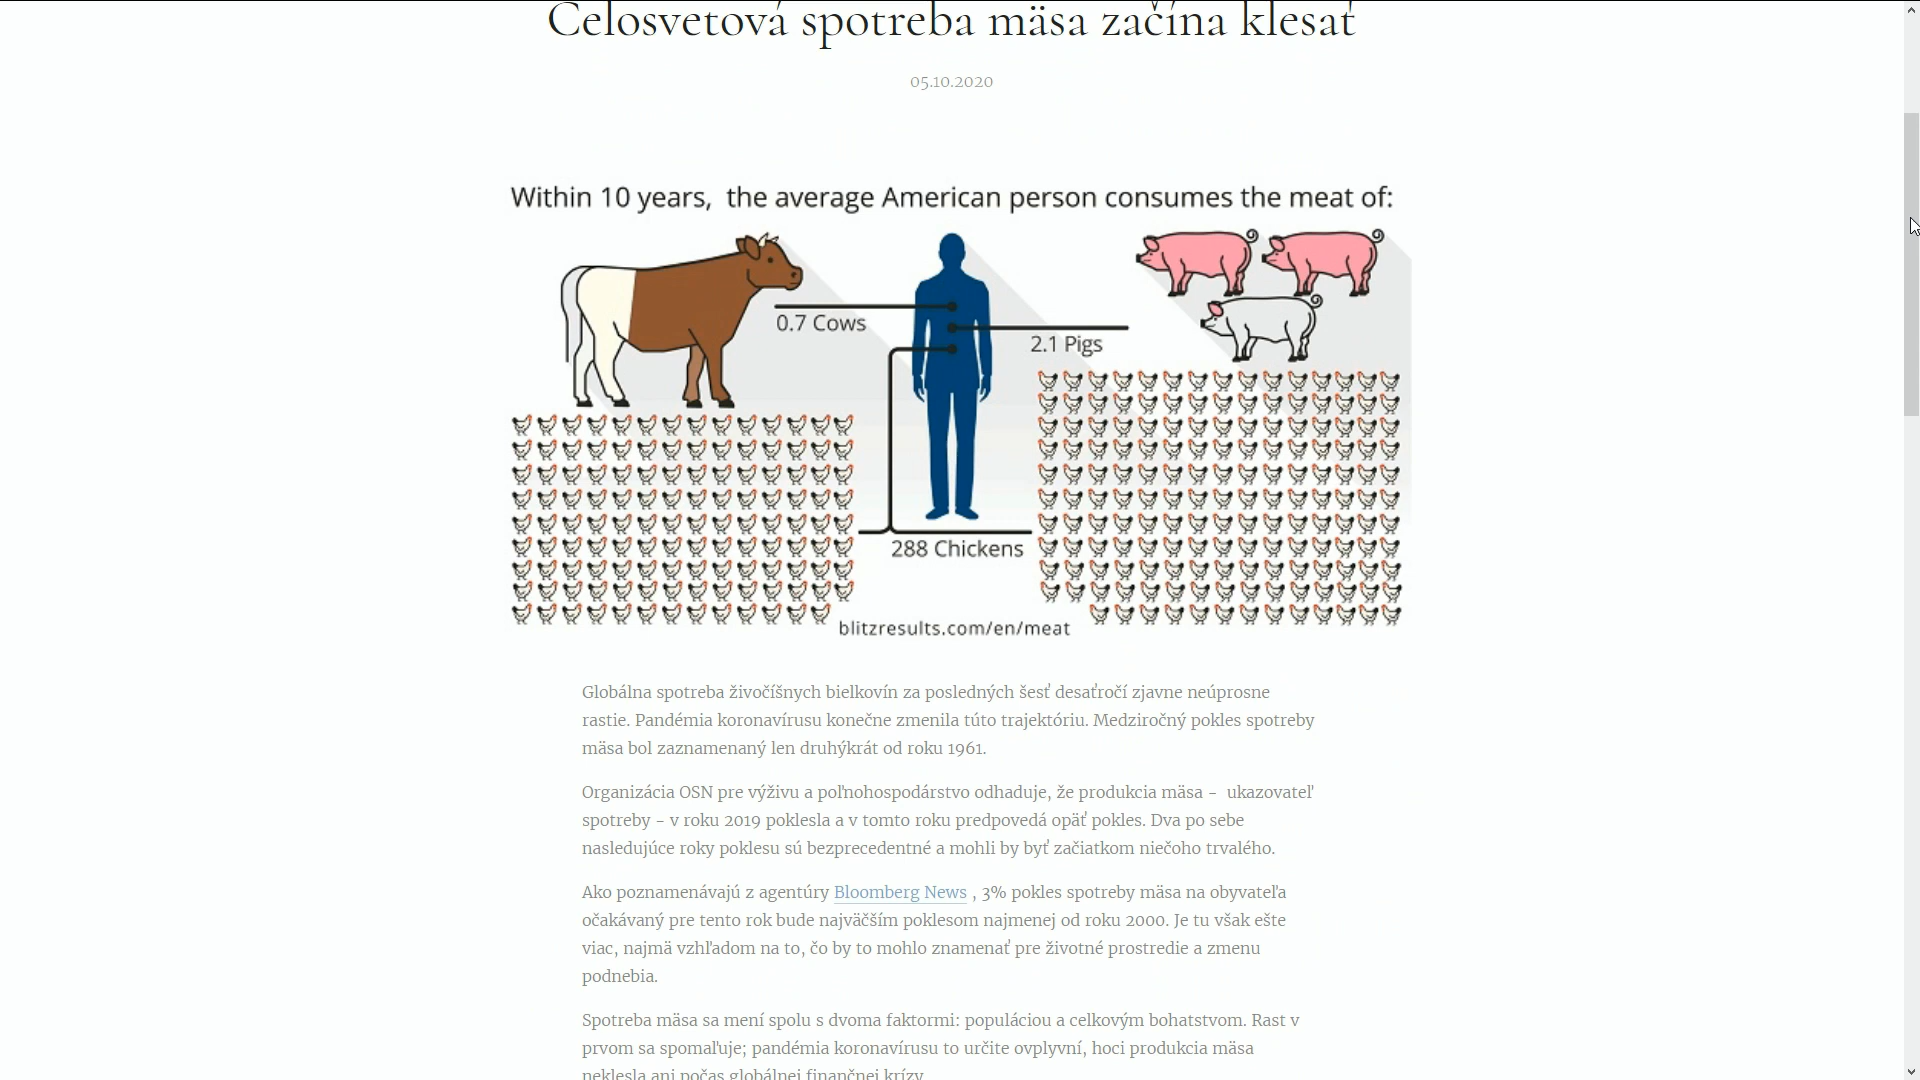 Celosvetová spotreba mäsa začína klesať
05.10.2020
Within 10 years, the average American person consumes the meat of:
0.7 Cows
2.1 Pigs
288 Chickens
blitzresults.com/en/meat
Globálna spotreba živočíšnych bielkovín za posledných šesť desaťročí zjavne neúprosne
rastie. Pandémia koronavírusu konečne zmenila túto trajektóriu. Medziročný pokles spotreby
mäsa bol zaznamenaný len druhýkrát od roku 1961.
Organizácia OSN pre výživu a poľnohospodárstvo odhaduje, že produkcia mäsa - ukazovateľ
spotreby - v roku 2019 poklesla a v tomto roku predpovedá opäť pokles. Dva po sebe
nasledujúce roky poklesu sú bezprecedentné a mohli by byť začiatkom niečoho trvalého.
Ako poznamenávajú z agentúry Bloomberg News , 3% pokles spotreby mäsa na obyvateľa
očakávaný pre tento rok bude najväčším poklesom najmenej od roku 2000. Je tu však ešte
viac, najmä vzhľadom na to, čo by to mohlo znamenať pre životné prostredie a zmenu
podnebia.
Spotreba mäsa sa mení spolu s dvoma faktormi: populáciou a celkovým bohatstvom. Rast v
prvom sa spomaľuje; pandémia koronavírusu to určite ovplyvní, hoci produkcia mäsa
neklesla ani počas globálnej finančnej krízy